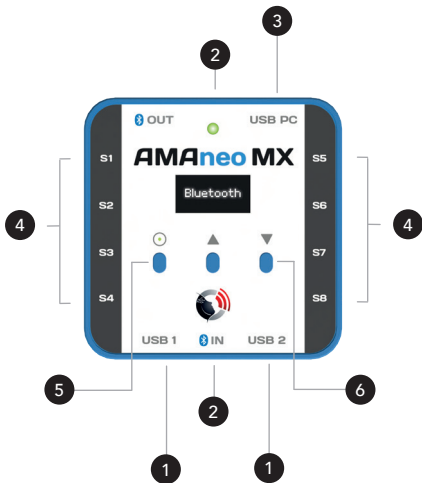 3
2
OUT USB PC
AMAneo MX
S1 S5
Bluetooth
S2 S6
4 4
S3 S7
S4 S8
USB 1 IN USB 2
5 2 6
1 1